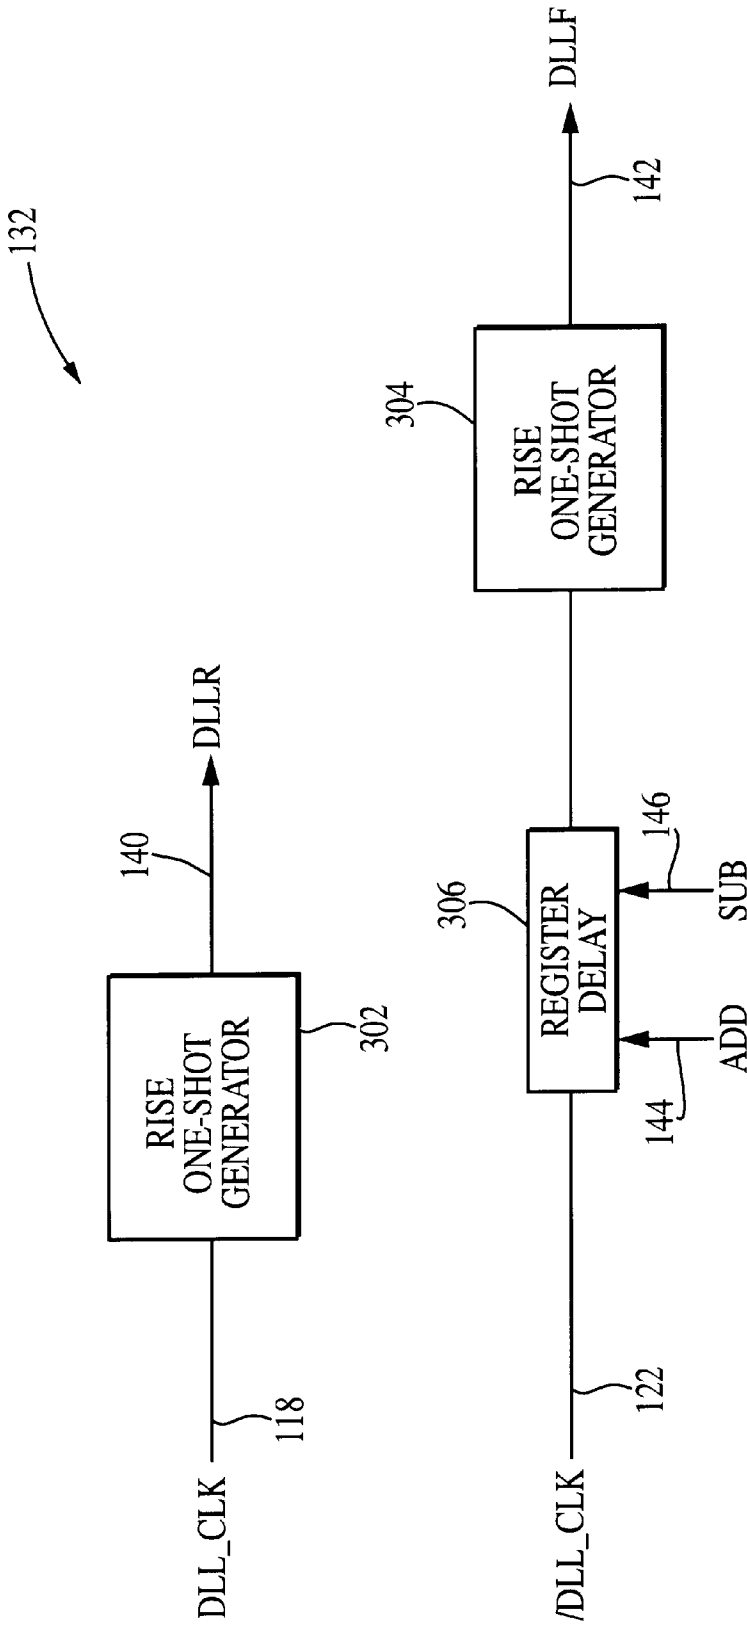 132
DLL_CLK
118
RISE
ONE-SHOT
GENERATOR
302
140
DLLR
/DLL_CLK
122
REGISTER
DELAY
306
144
ADD
146
SUB
RISE
ONE-SHOT
GENERATOR
304
142
DLLF